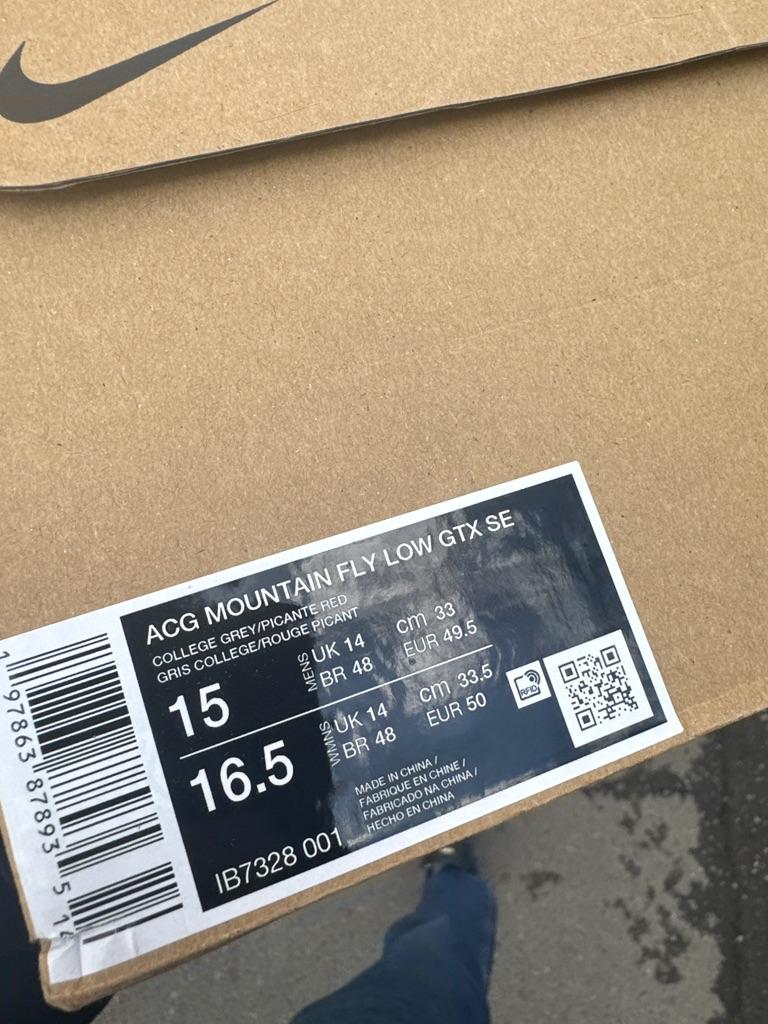 ACG MOUNTAIN FLY LOW GTX SE
COLLEGE GREY/PICANTE RED
GRIS COLLEGE/ROUGE PICANT
15
MENS
UK 14
cm 33
BR 48
EUR 49.5
16.5
WMNS
UK 14
cm 33.5
BR 48
EUR 50
RFID
MADE IN CHINA /
FABRIQUE EN CHINE /
FABRICADO NA CHINA /
HECHO EN CHINA
IB7328 001
1 97863 87893 5